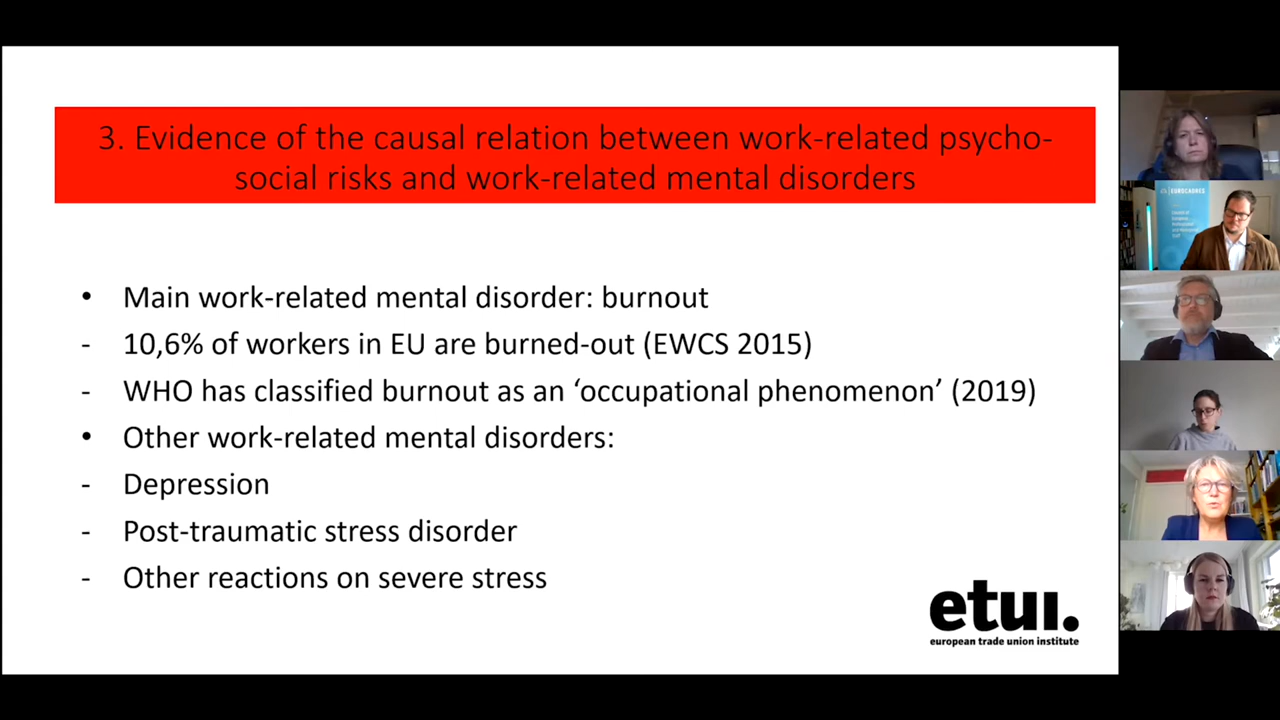 3. Evidence of the causal relation between work-related psycho-
social risks and work-related mental disorders
• Main work-related mental disorder: burnout
- 10,6% of workers in EU are burned-out (EWCS 2015)
- WHO has classified burnout as an ‘occupational phenomenon’ (2019)
• Other work-related mental disorders:
- Depression
- Post-traumatic stress disorder
- Other reactions on severe stress
etui.
european trade union institute
EUROCADRES